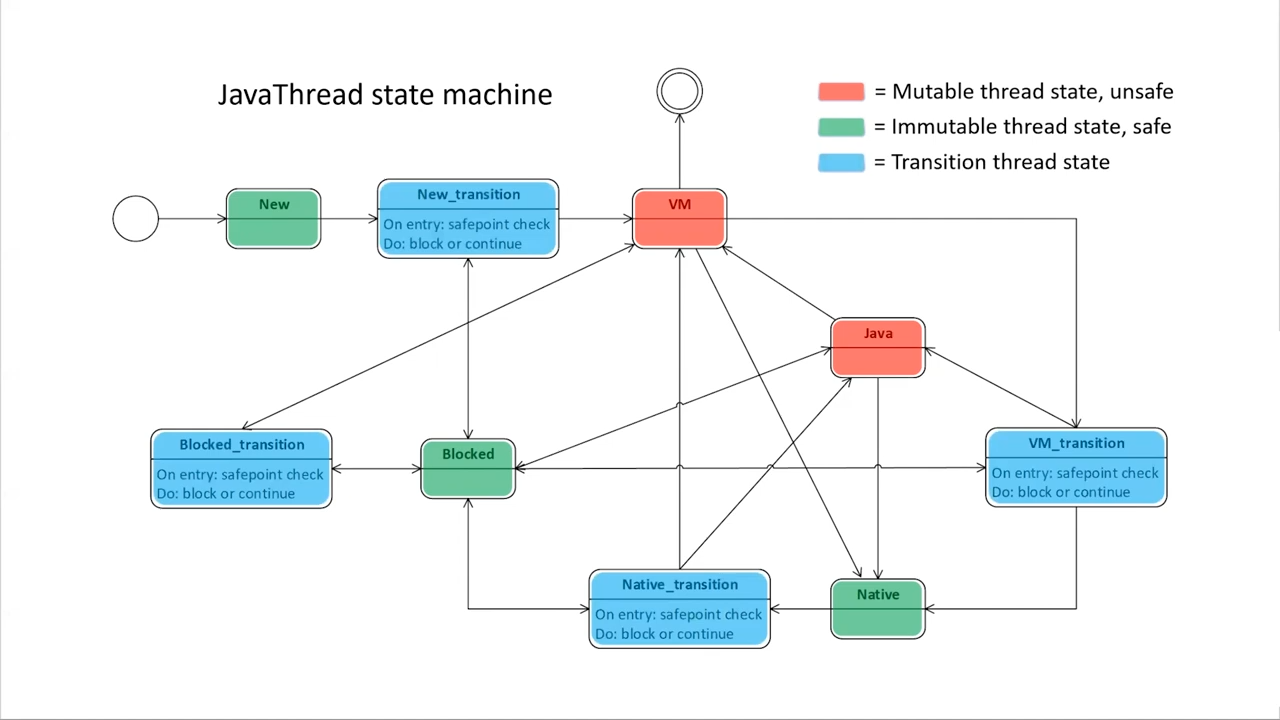 JavaThread state machine
= Mutable thread state, unsafe
= Immutable thread state, safe
= Transition thread state
New
New_transition
On entry: safepoint check
Do: block or continue
VM
Java
Blocked_transition
On entry: safepoint check
Do: block or continue
Blocked
VM_transition
On entry: safepoint check
Do: block or continue
Native_transition
On entry: safepoint check
Do: block or continue
Native